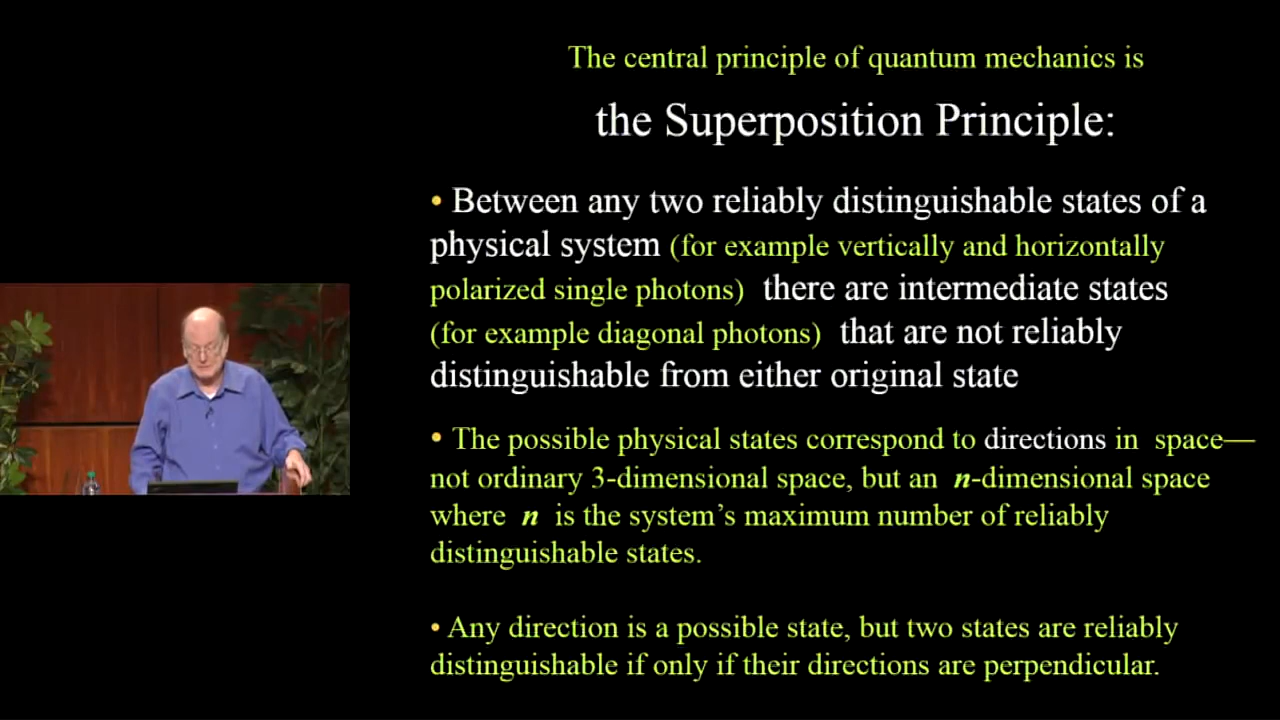 The central principle of quantum mechanics is
the Superposition Principle:
• Between any two reliably distinguishable states of a
physical system (for example vertically and horizontally
polarized single photons) there are intermediate states
(for example diagonal photons) that are not reliably
distinguishable from either original state
• The possible physical states correspond to directions in space—
not ordinary 3-dimensional space, but an n-dimensional space
where n is the system’s maximum number of reliably
distinguishable states.
• Any direction is a possible state, but two states are reliably
distinguishable if only if their directions are perpendicular.